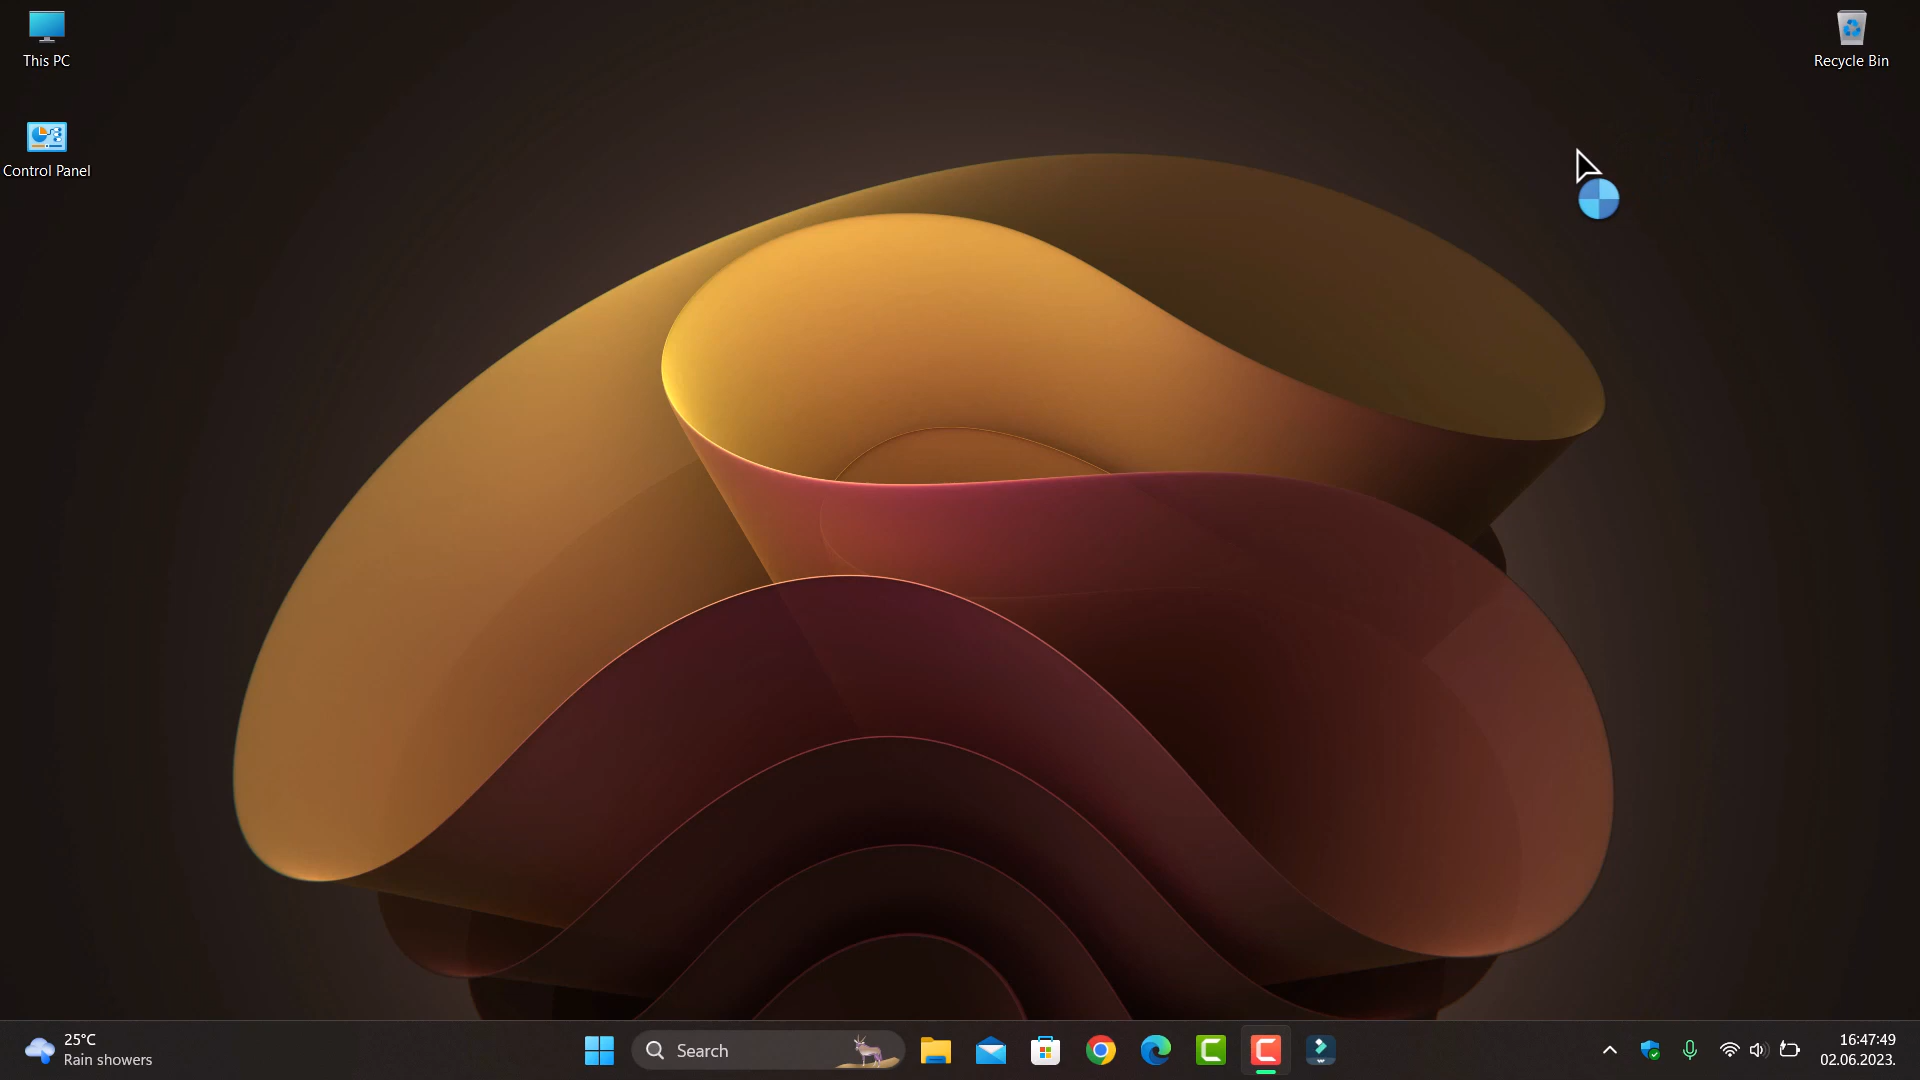 This PC
Recycle Bin
Control Panel
25°C
Rain showers
Search
16:47:49
02.06.2023.